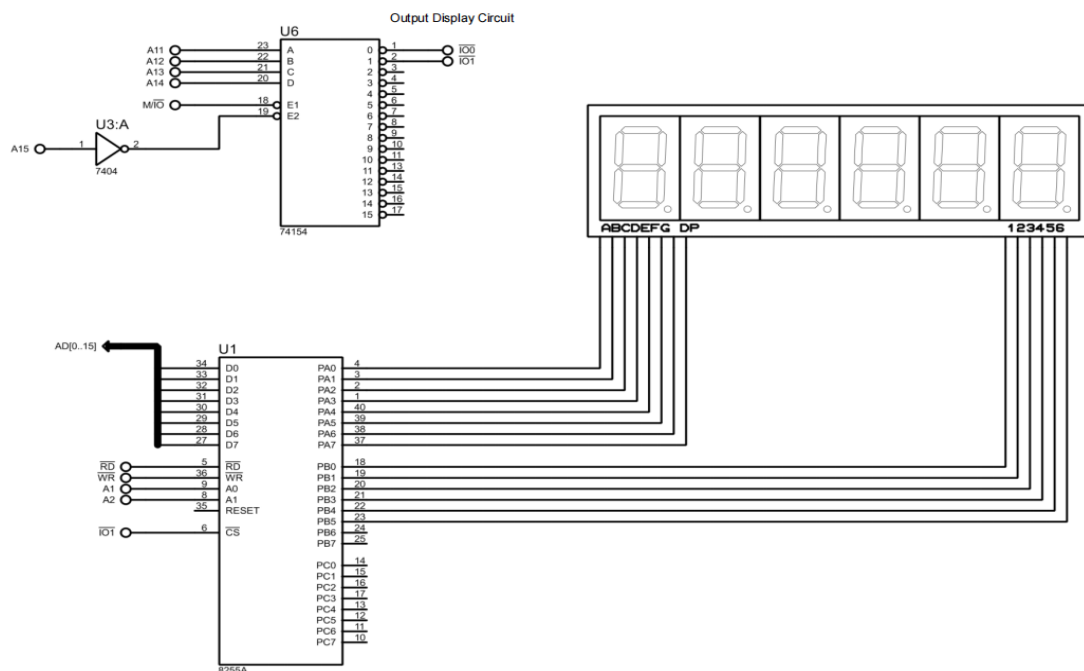 Output Display Circuit
U6
A11 23 A 0 1 IO0
A12 22 B 1 2 IO1
A13 21 C 2 3
A14 20 D 3 4
4 5
M/IO 18 E1 5 6
19 E2 6 7
7 8
8 9
9 10
10 11
11 13
12 14
13 15
14 16
15 17
74154
U3:A
A15 1 2
7404
ABCDEFG DP 123456
AD[0..15]
U1
34 D0 PA0 4
33 D1 PA1 3
32 D2 PA2 2
31 D3 PA3 1
30 D4 PA4 40
29 D5 PA5 39
28 D6 PA6 38
27 D7 PA7 37
RD 5 RD PB0 18
WR 36 WR PB1 19
A1 9 A0 PB2 20
A2 8 A1 PB3 21
35 RESET PB4 22
PB5 23
IO1 6 CS PB6 24
PB7 25
PC0 14
PC1 15
PC2 16
PC3 17
PC4 13
PC5 12
PC6 11
PC7 10
8255A